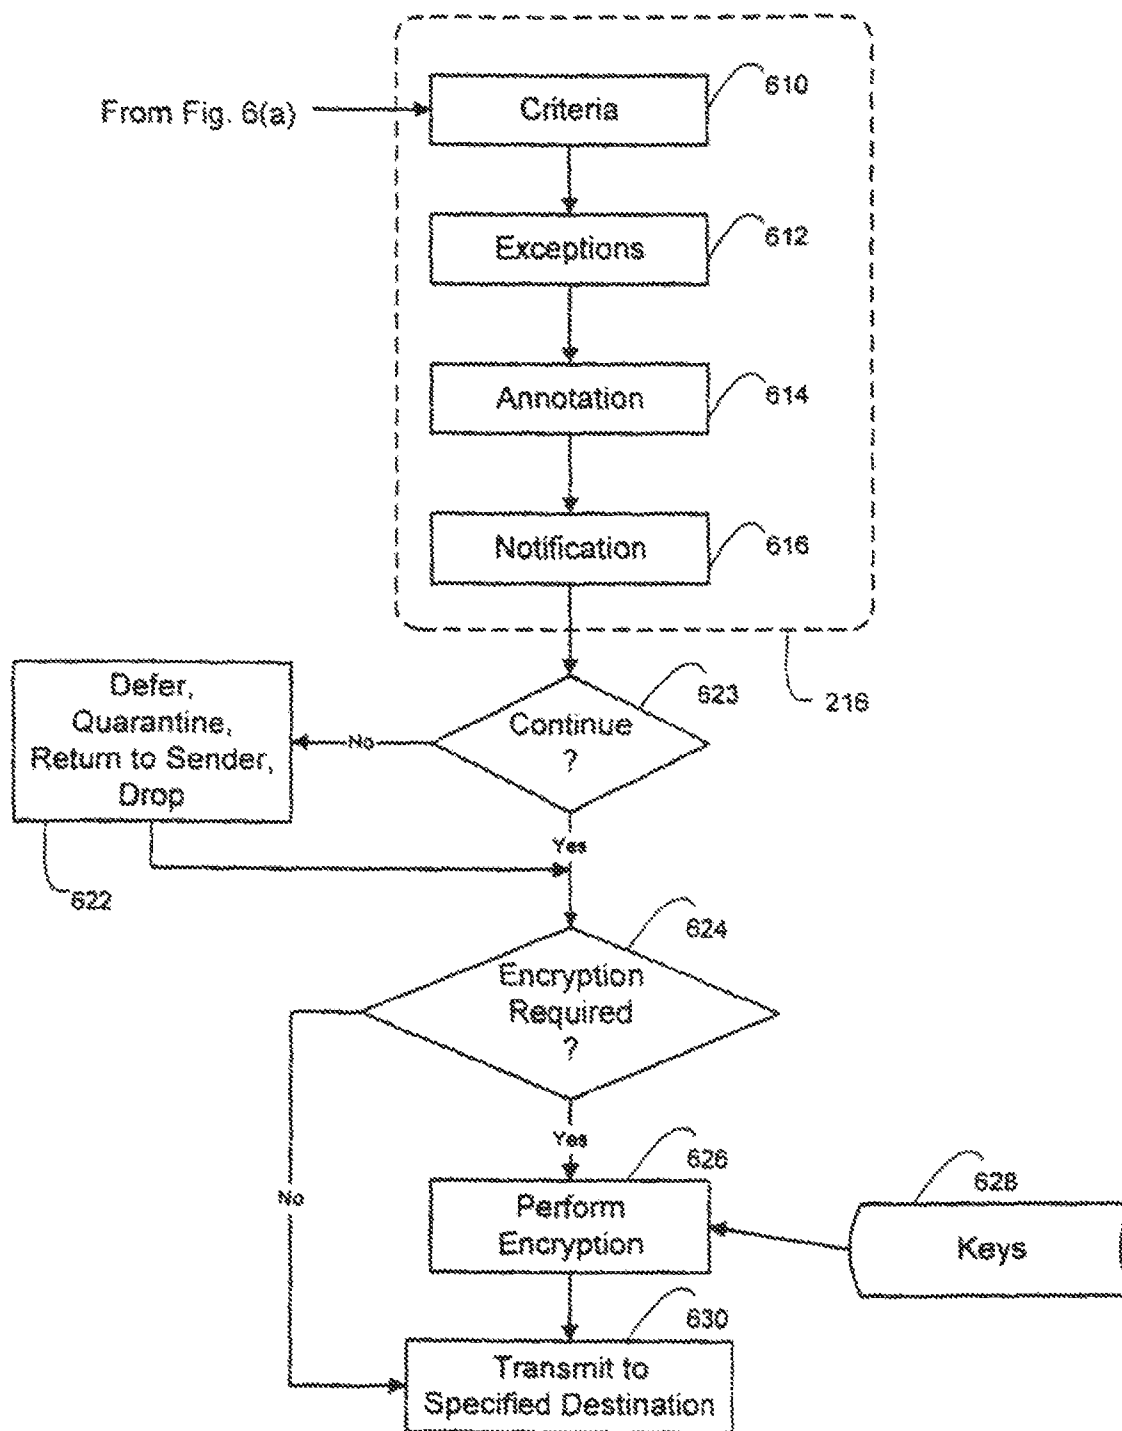 610
From Fig. 6(a)
Criteria
612
Exceptions
614
Annotation
616
Notification
216
623
Continue
?
No
Defer,
Quarantine,
Return to Sender,
Drop
622
Yes
624
Encryption
Required
?
Yes
No
626
Perform
Encryption
628
Keys
630
Transmit to
Specified Destination